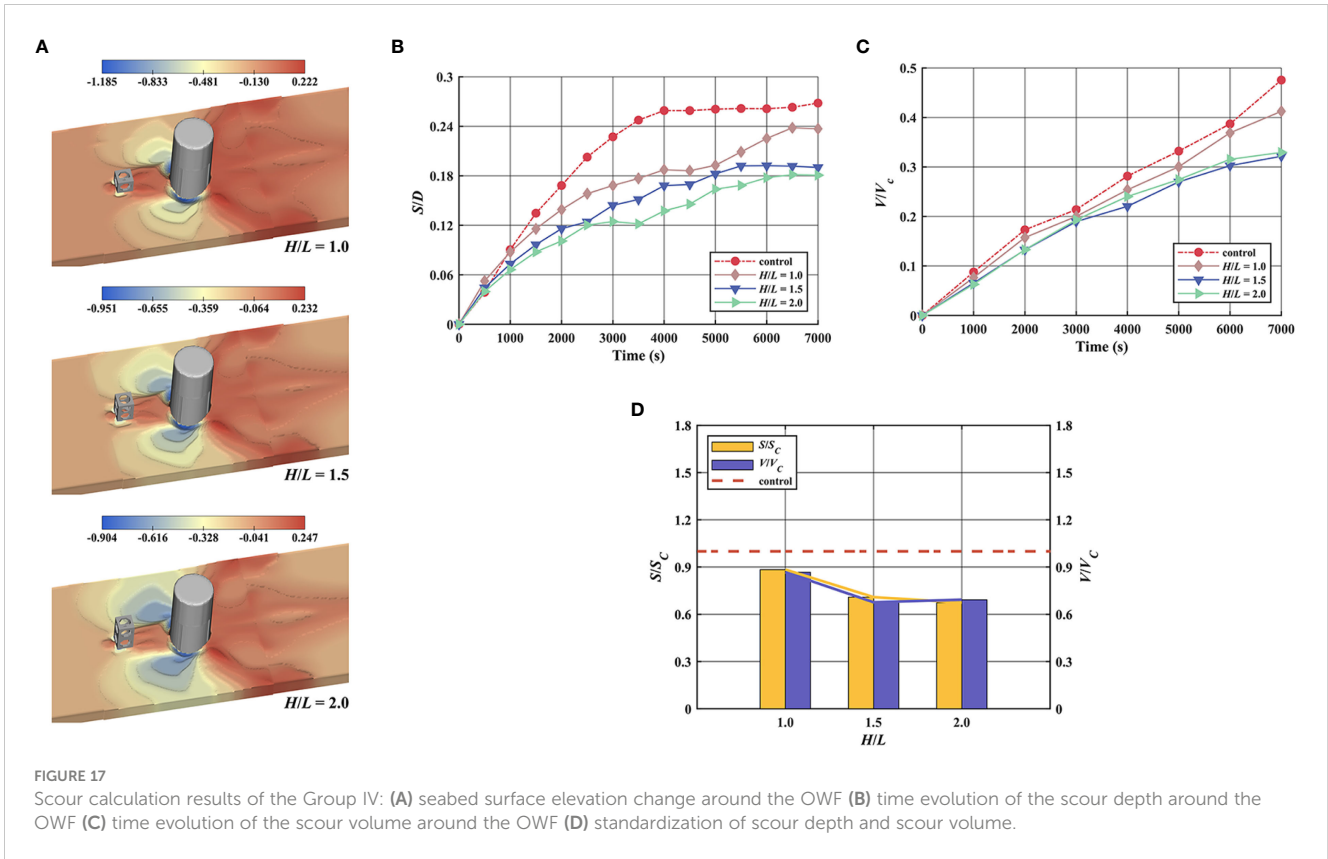 A
-1.185 -0.833 -0.481 -0.130 0.222
H/L = 1.0
-0.951 -0.655 -0.359 -0.064 0.232
H/L = 1.5
-0.904 -0.616 -0.328 -0.041 0.247
H/L = 2.0
B
S/D
0.3
0.24
0.18
0.12
0.06
0
0 1000 2000 3000 4000 5000 6000 7000
Time (s)
control
H/L = 1.0
H/L = 1.5
H/L = 2.0
C
V/Vc
0.5
0.4
0.3
0.2
0.1
0
0 1000 2000 3000 4000 5000 6000 7000
Time (s)
control
H/L = 1.0
H/L = 1.5
H/L = 2.0
D
S/SC
1.8
1.5
1.2
0.9
0.6
0.3
0
S/SC
V/VC
control
1.8
1.5
1.2
0.9
0.6
0.3
0
V/VC
1.0 1.5 2.0
H/L
FIGURE 17
Scour calculation results of the Group IV: (A) seabed surface elevation change around the OWF (B) time evolution of the scour depth around the
OWF (C) time evolution of the scour volume around the OWF (D) standardization of scour depth and scour volume.